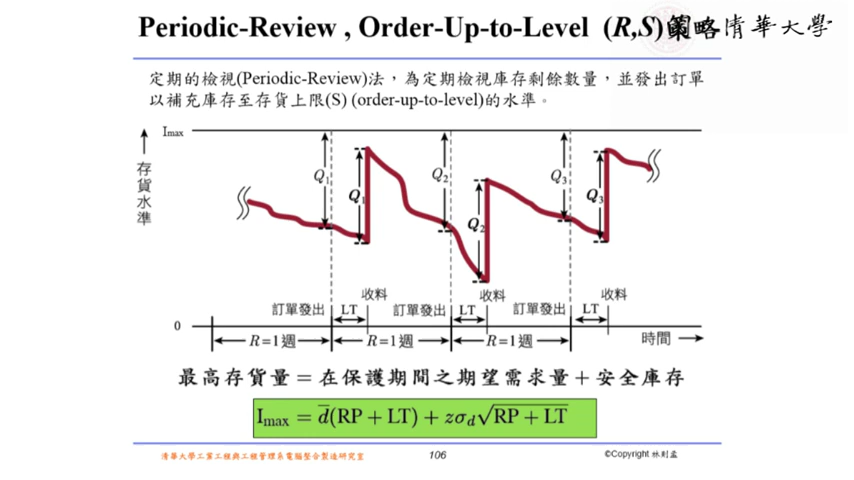 Periodic-Review , Order-Up-to-Level (R,S)策略 清華大學
定期的檢視(Periodic-Review)法，為定期檢視庫存剩餘數量，並發出訂單
以補充庫存至存貨上限(S) (order-up-to-level)的水準。
Imax
存貨水準
Q1 Q1 Q2 Q2 Q3 Q3
收料 收料 收料
訂單發出 LT 訂單發出 LT 訂單發出 LT
0
R=1週 R=1週 R=1週 時間
最高存貨量＝在保護期間之期望需求量＋安全庫存
Imax = d̅(RP + LT) + zσd√RP + LT
清華大學工業工程與工程管理系電腦整合製造研究室 106 ©Copyright 林則孟